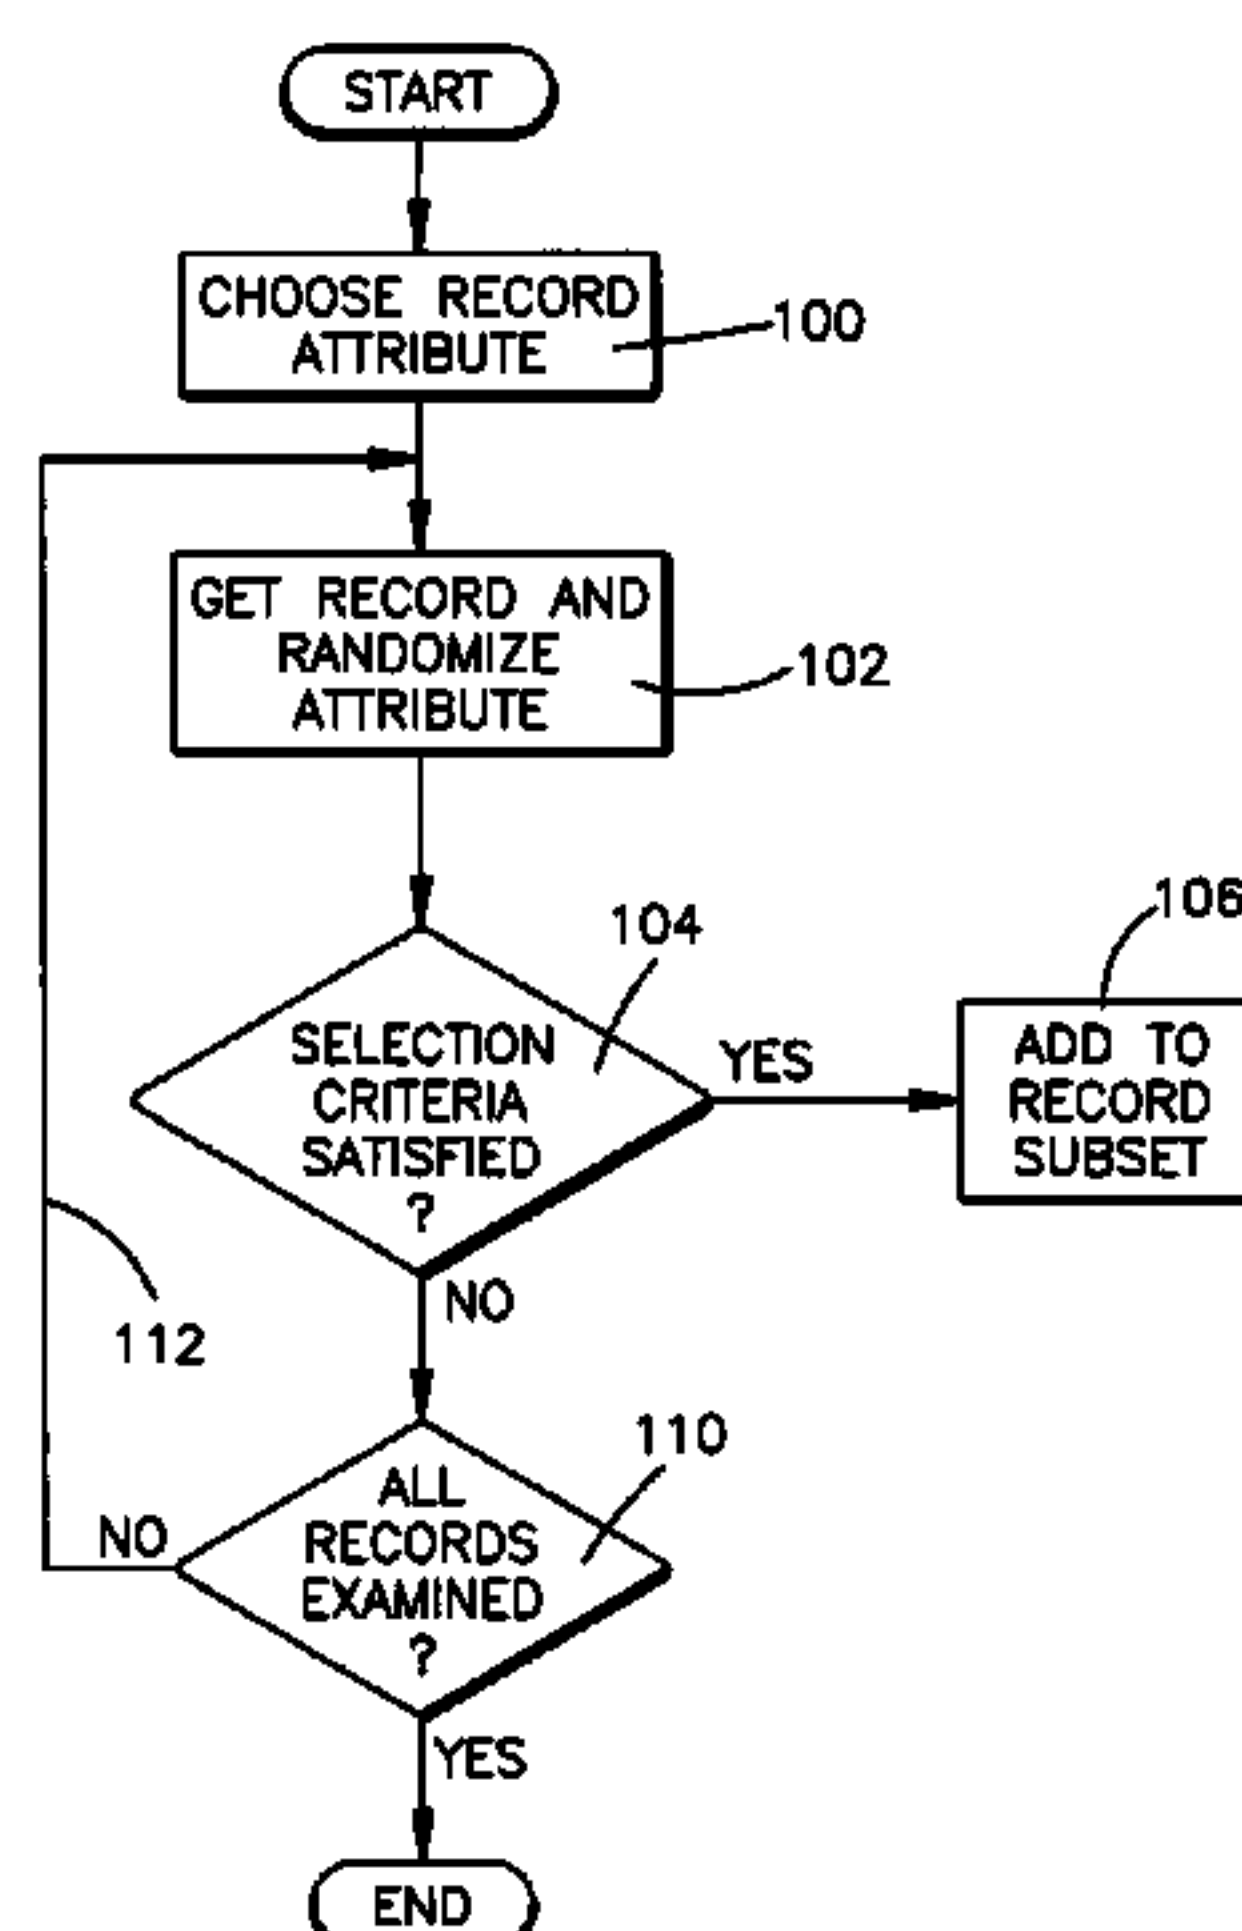 START
CHOOSE RECORD
ATTRIBUTE
100
GET RECORD AND
RANDOMIZE
ATTRIBUTE
102
104
106
SELECTION
CRITERIA
SATISFIED
?
YES
ADD TO
RECORD
SUBSET
NO
112
110
ALL
RECORDS
EXAMINED
?
NO
YES
END